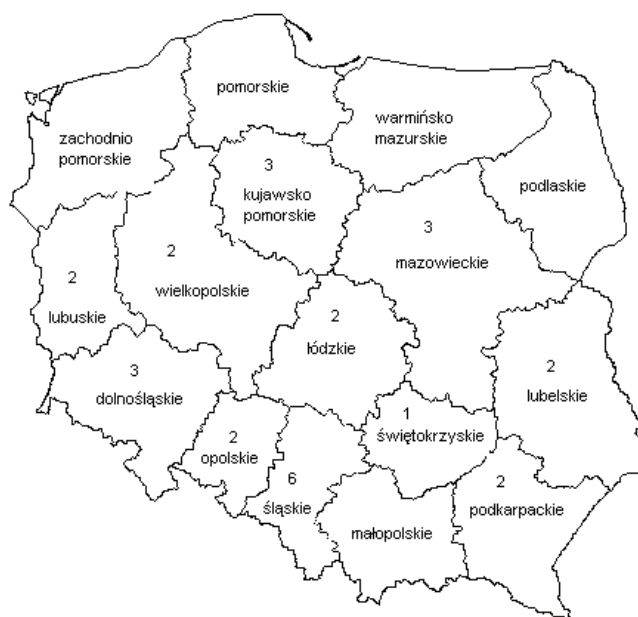 pomorskie
warmińsko
mazurskie
zachodnio
pomorskie
3
kujawsko
pomorskie
podlaskie
3
mazowieckie
2
wielkopolskie
2
lubuskie
2
łódzkie
2
lubelskie
3
dolnośląskie
1
świętokrzyskie
2
opolskie
6
śląskie
2
podkarpackie
małopolskie